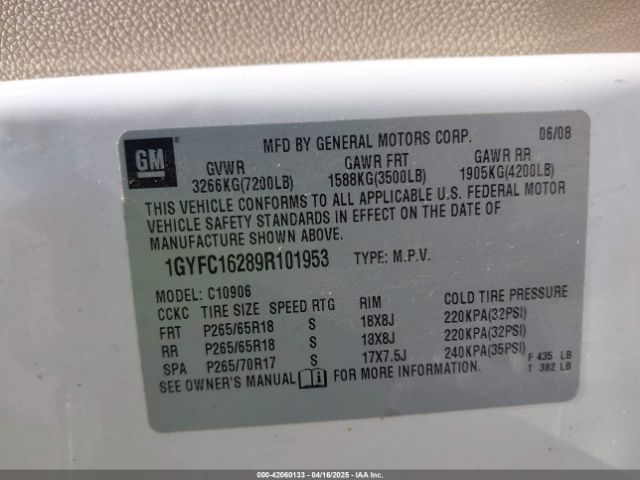 GM
MFD BY GENERAL MOTORS CORP. 06/08
GVWR GAWR FRT GAWR RR
3266KG(7200LB) 1588KG(3500LB) 1905KG(4200LB)
THIS VEHICLE CONFORMS TO ALL APPLICABLE U.S. FEDERAL MOTOR
VEHICLE SAFETY STANDARDS IN EFFECT ON THE DATE OF
MANUFACTURE SHOWN ABOVE.
1GYFC16289R101953 TYPE: M.P.V.
MODEL: C10906
CCKC TIRE SIZE SPEED RTG RIM COLD TIRE PRESSURE
FRT P265/65R18 S 18X8J 220KPA(32PSI)
RR P265/65R18 S 18X8J 220KPA(32PSI)
SPA P265/70R17 S 17X7.5J 240KPA(35PSI) F 435 LB
SEE OWNER'S MANUAL FOR MORE INFORMATION. T 382 LB
000-42060133 - 04/16/2025 - IAAI.COM